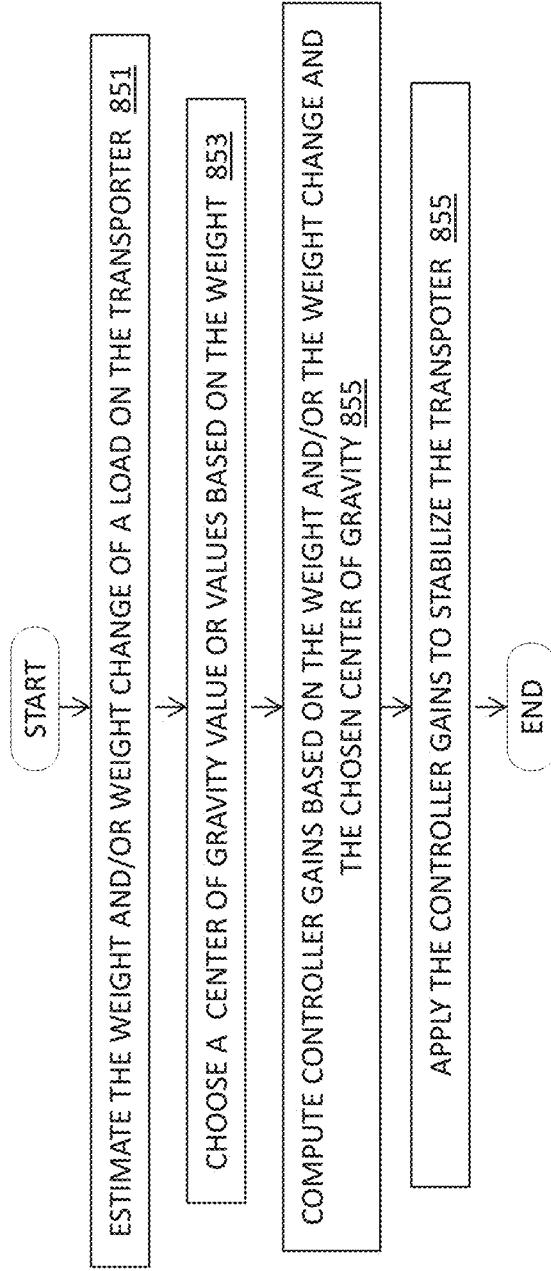 START
ESTIMATE THE WEIGHT AND/OR WEIGHT CHANGE OF A LOAD ON THE TRANSPORTER 851
CHOOSE A CENTER OF GRAVITY VALUE OR VALUES BASED ON THE WEIGHT 853
COMPUTE CONTROLLER GAINS BASED ON THE WEIGHT AND/OR THE WEIGHT CHANGE AND
THE CHOSEN CENTER OF GRAVITY 855
APPLY THE CONTROLLER GAINS TO STABILIZE THE TRANSPOTER 855
END